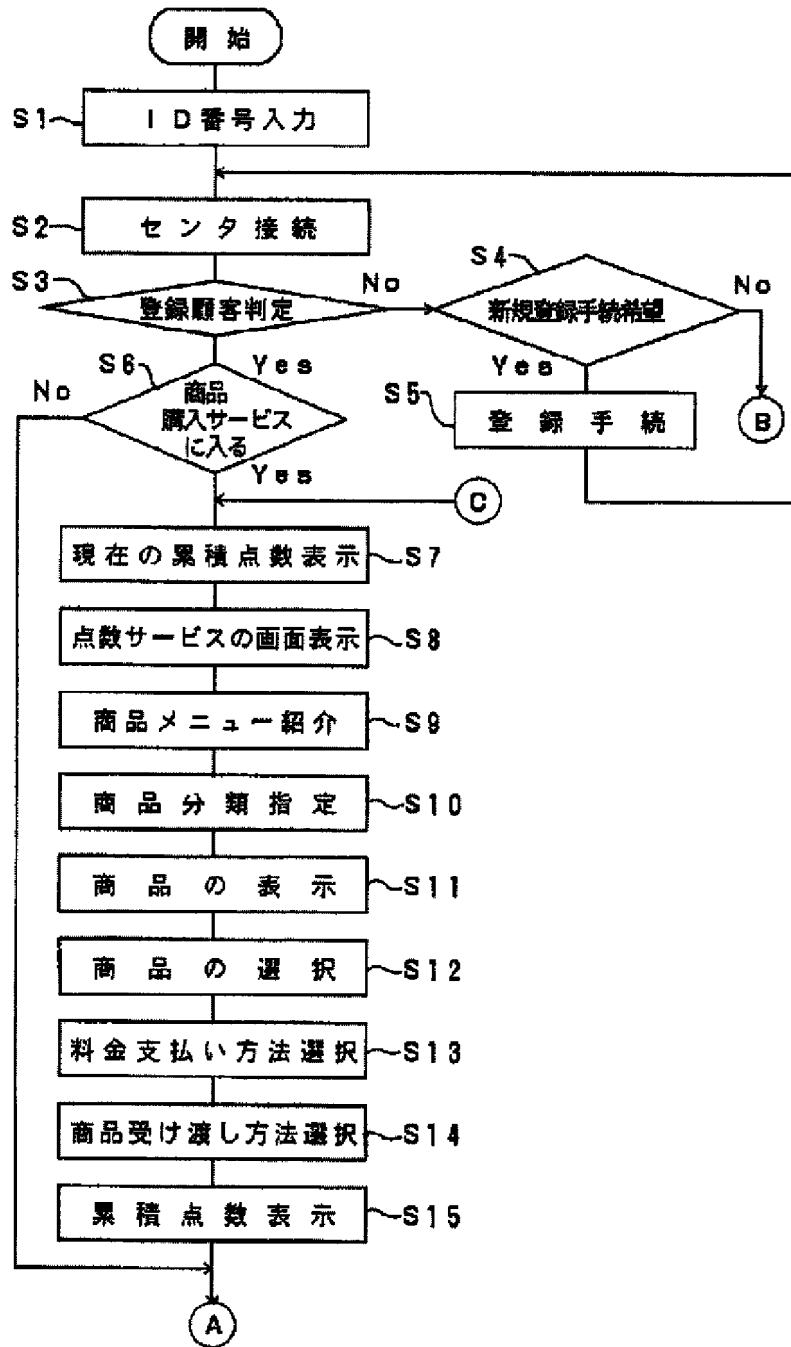 開始
S1
ID番号入力
S2
センタ接続
S3
登録顧客判定
No
S4
新規登録手続希望
No
Yes
S6
Yes
No
商品
購入サービス
に入る
Yes
S5
登録手続
B
C
現在の累積点数表示
S7
点数サービスの画面表示
S8
商品メニュー紹介
S9
商品分類指定
S10
商品の表示
S11
商品の選択
S12
料金支払い方法選択
S13
商品受け渡し方法選択
S14
累積点数表示
S15
A